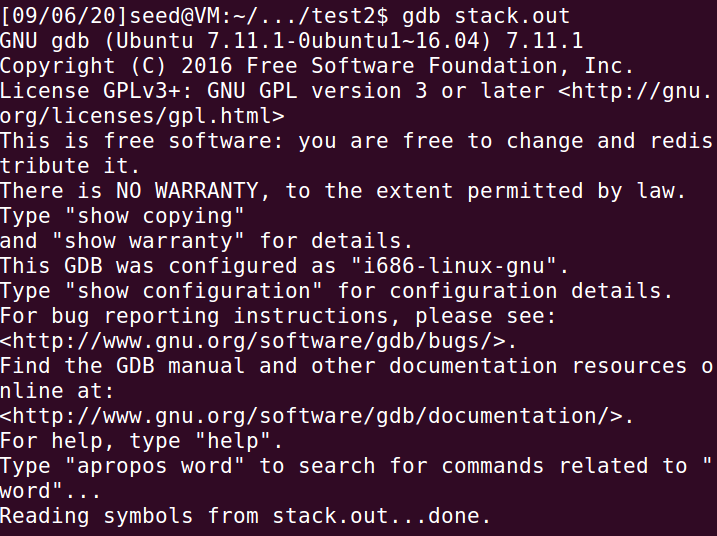 [09/06/20]seed@VM:~/.../test2$ gdb stack.out
GNU gdb (Ubuntu 7.11.1-0ubuntu1~16.04) 7.11.1
Copyright (C) 2016 Free Software Foundation, Inc.
License GPLv3+: GNU GPL version 3 or later <http://gnu.
org/licenses/gpl.html>
This is free software: you are free to change and redis
tribute it.
There is NO WARRANTY, to the extent permitted by law.
Type "show copying"
and "show warranty" for details.
This GDB was configured as "i686-linux-gnu".
Type "show configuration" for configuration details.
For bug reporting instructions, please see:
<http://www.gnu.org/software/gdb/bugs/>.
Find the GDB manual and other documentation resources o
nline at:
<http://www.gnu.org/software/gdb/documentation/>.
For help, type "help".
Type "apropos word" to search for commands related to "
word"...
Reading symbols from stack.out...done.